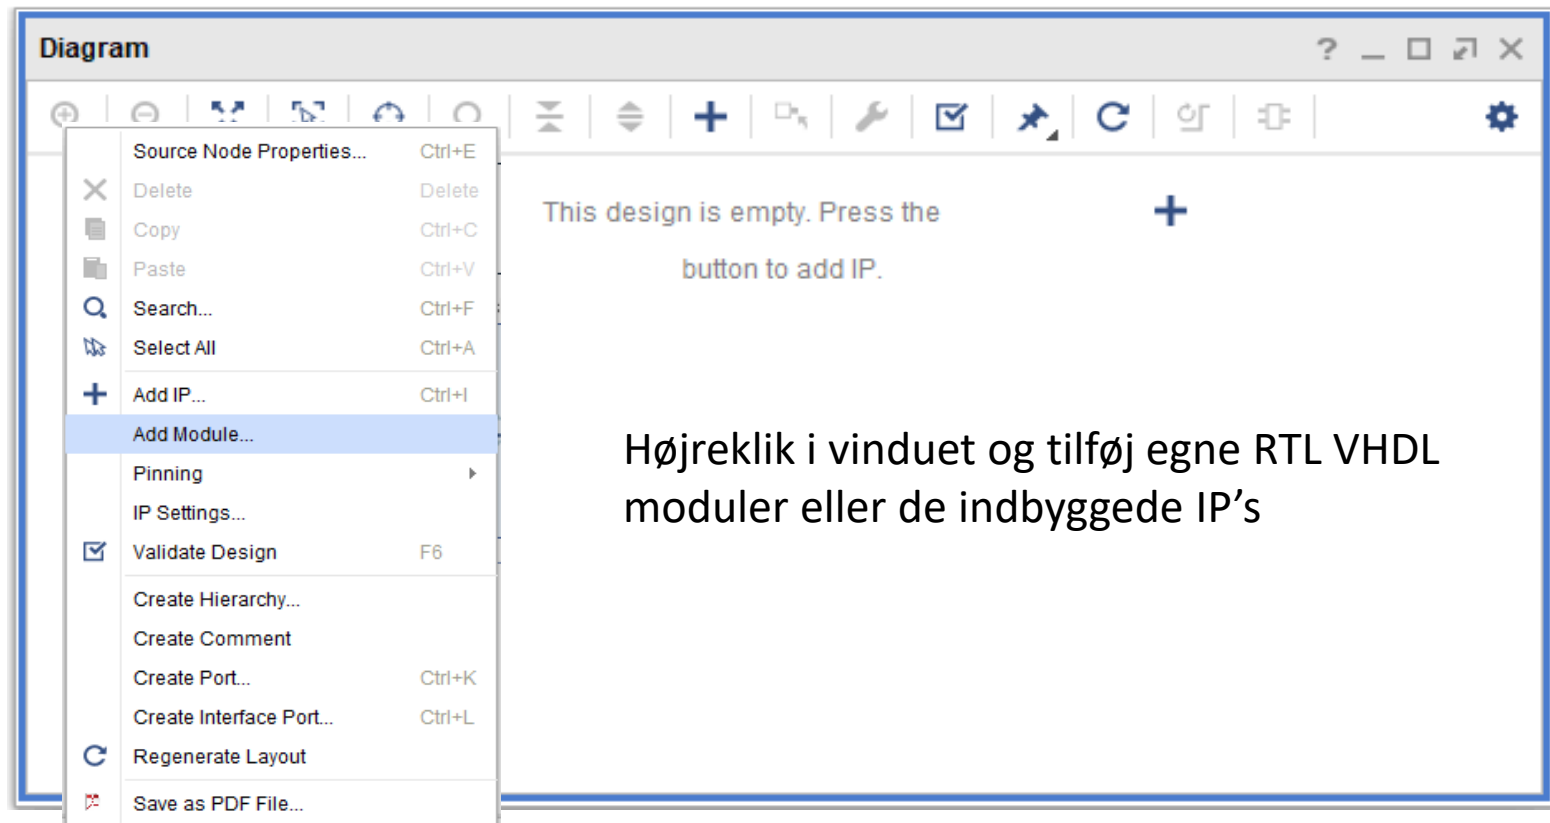 Diagram
Source Node Properties... Ctrl+E
Delete Delete
Copy Ctrl+C
Paste Ctrl+V
Search... Ctrl+F
Select All Ctrl+A
Add IP... Ctrl+I
Add Module...
Pinning
IP Settings...
Validate Design F6
Create Hierarchy...
Create Comment
Create Port... Ctrl+K
Create Interface Port... Ctrl+L
Regenerate Layout
Save as PDF File...
This design is empty. Press the
button to add IP.
Højreklik i vinduet og tilføj egne RTL VHDL
moduler eller de indbyggede IP’s